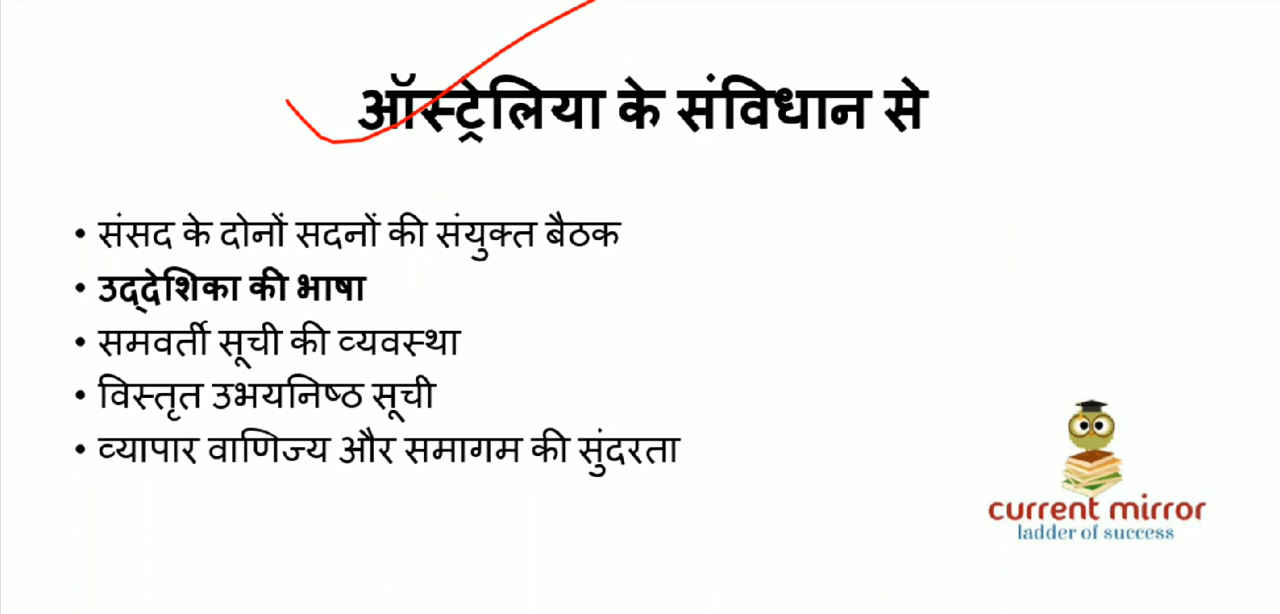 ऑस्ट्रेलिया के संविधान से
• संसद के दोनों सदनों की संयुक्त बैठक
• उद्देशिका की भाषा
• समवर्ती सूची की व्यवस्था
• विस्तृत उभयनिष्ठ सूची
• व्यापार वाणिज्य और समागम की सुंदरता
current mirror
ladder of success